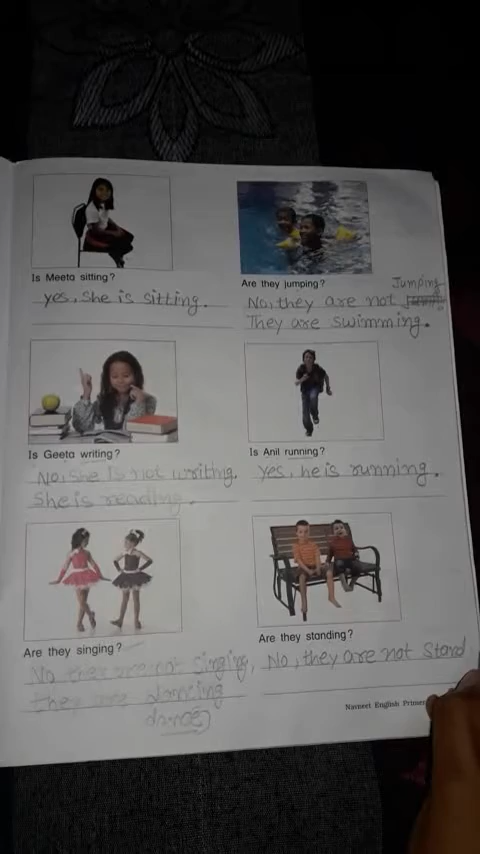 Is Meeta sitting?
yes, she is sitting.
Are they jumping?
Jumping
No, they are not
They are swimming.
Is Geeta writing?
No, she is not writing.
She is reading.
Is Anil running?
yes, he is running.
Are they singing?
No they are not singing,
they are dancing
dance
Are they standing?
No, they are not Stand
Navneet English Primer